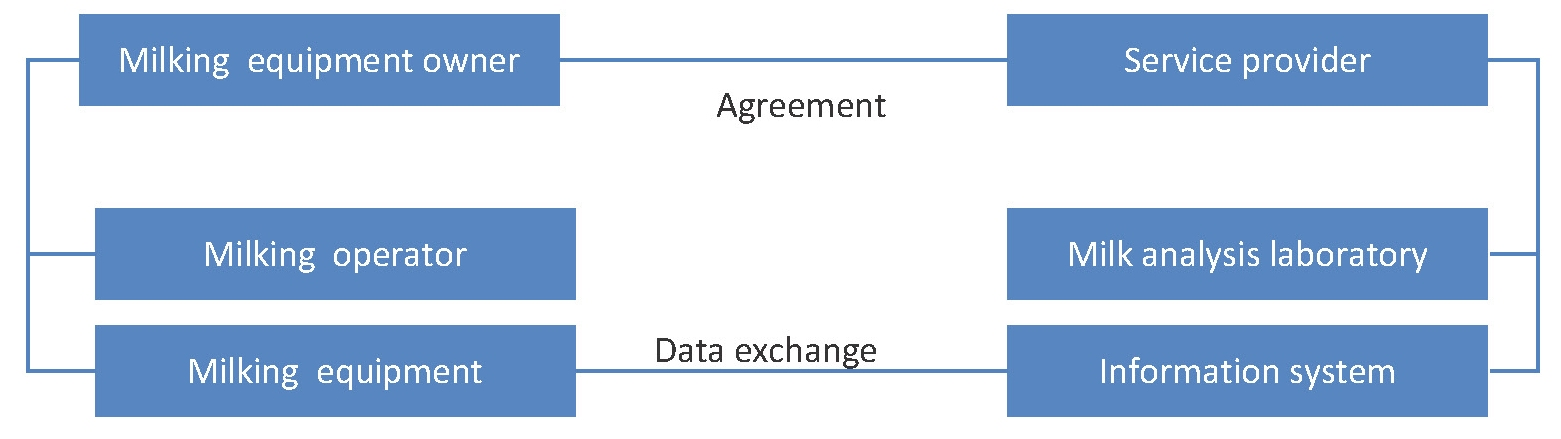 Milking equipment owner
Service provider
Agreement
Milking operator
Milk analysis laboratory
Milking equipment
Data exchange
Information system